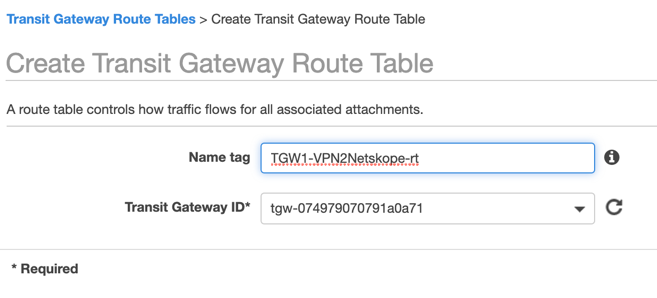 Transit Gateway Route Tables > Create Transit Gateway Route Table
Create Transit Gateway Route Table
A route table controls how traffic flows for all associated attachments.
Name tag TGW1-VPN2Netskope-rt
Transit Gateway ID* tgw-074979070791a0a71
* Required